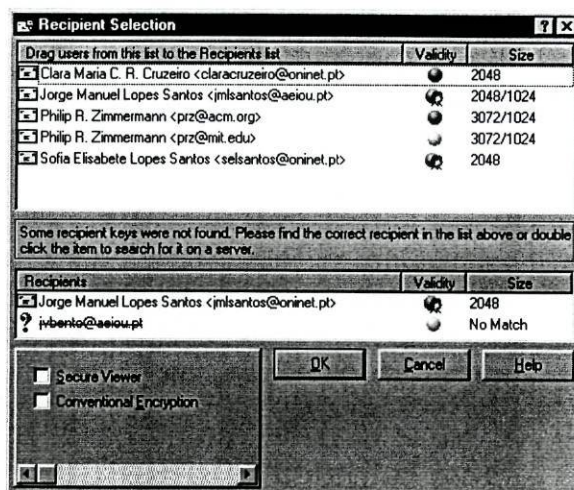 Recipient Selection
Drag users from this list to the Recipients list Validity Size
Clara Maria C. R. Cruzeiro <claracruzeiro@oninet.pt> 2048
Jorge Manuel Lopes Santos <jmlsantos@aeiou.pt> 2048/1024
Philip R. Zimmermann <prz@acm.org> 3072/1024
Philip R. Zimmermann <prz@mit.edu> 3072/1024
Sofia Elisabete Lopes Santos <selsantos@oninet.pt> 2048
Some recipient keys were not found. Please find the correct recipient in the list above or double
click the item to search for it on a server.
Recipients Validity Size
Jorge Manuel Lopes Santos <jmlsantos@oninet.pt> 2048
? jvbento@aeiou.pt No Match
Secure Viewer
Conventional Encryption
OK Cancel Help